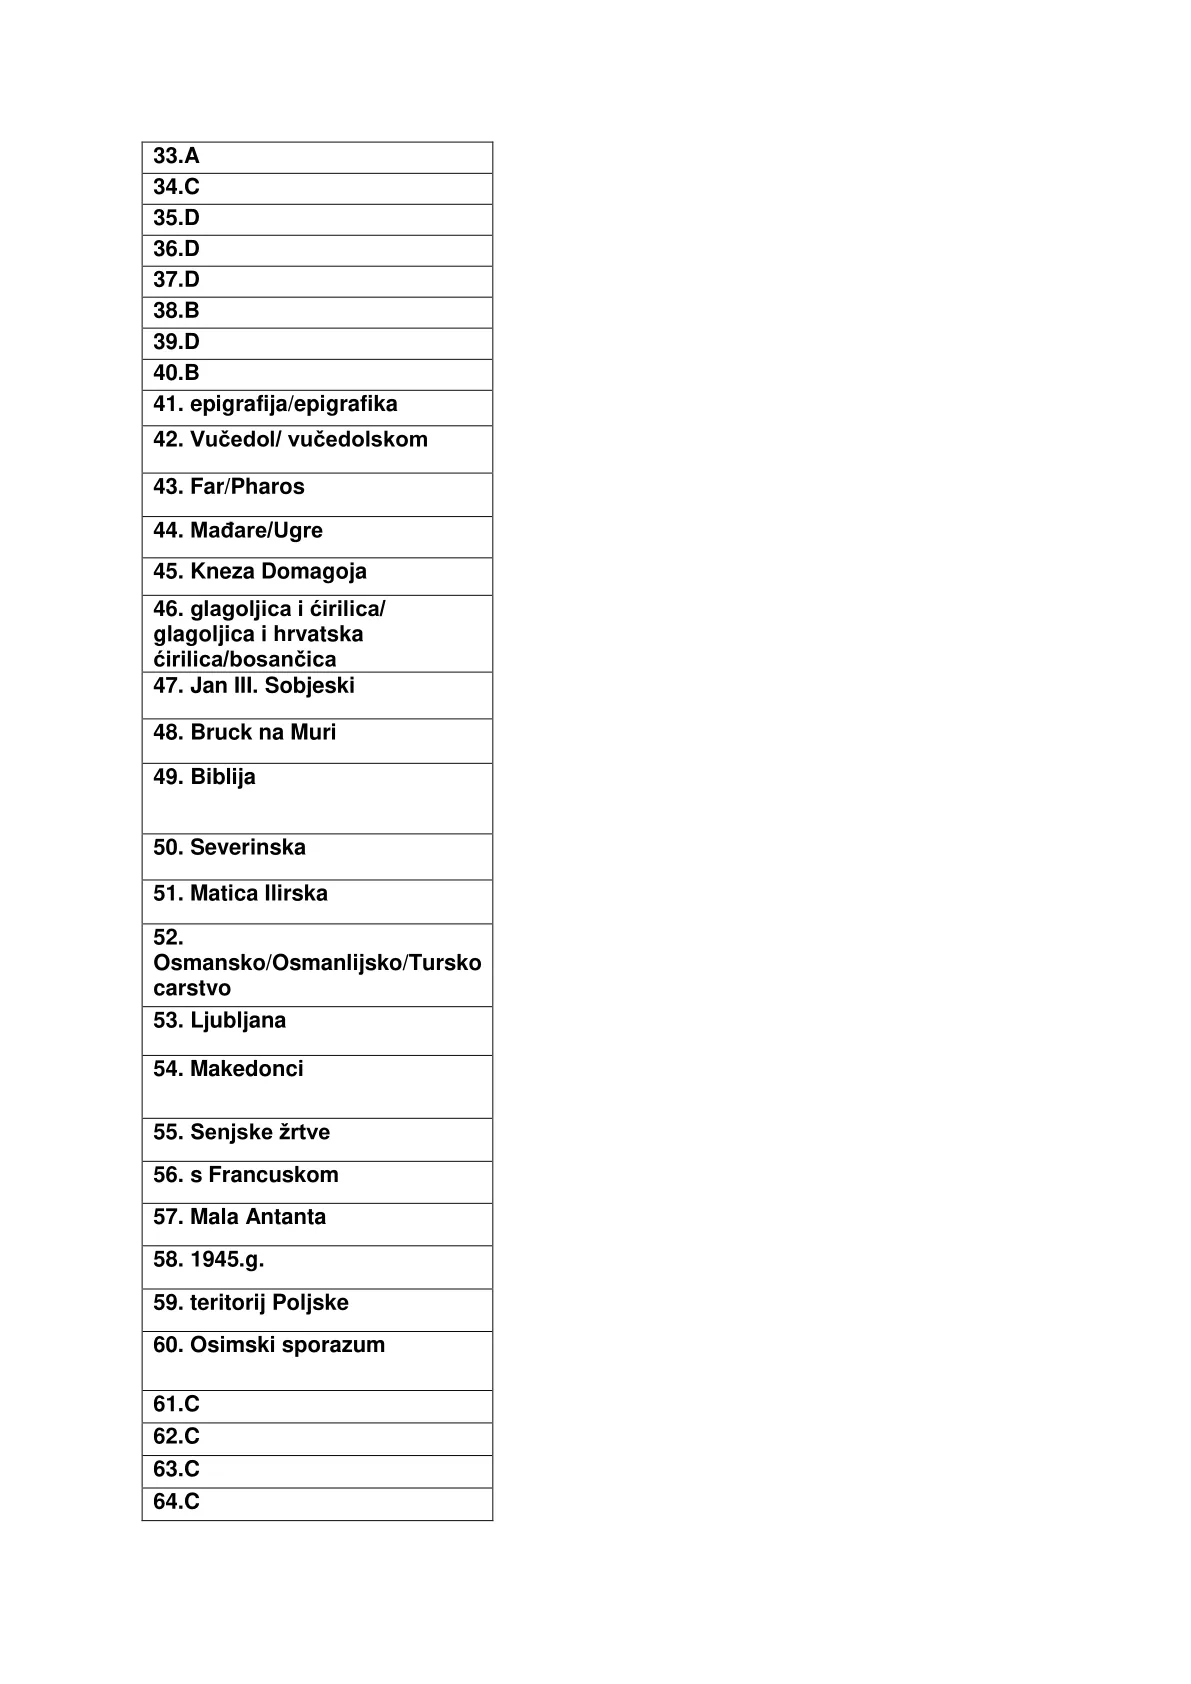 33.A
34.C
35.D
36.D
37.D
38.B
39.D
40.B
41. epigrafija/epigrafika
42. Vučedol/ vučedolskom
43. Far/Pharos
44. Mađare/Ugre
45. Kneza Domagoja
46. glagoljica i ćirilica/
glagoljica i hrvatska
ćirilica/bosančica
47. Jan III. Sobjeski
48. Bruck na Muri
49. Biblija
50. Severinska
51. Matica Ilirska
52.
Osmansko/Osmanlijsko/Tursko
carstvo
53. Ljubljana
54. Makedonci
55. Senjske žrtve
56. s Francuskom
57. Mala Antanta
58. 1945.g.
59. teritorij Poljske
60. Osimski sporazum
61.C
62.C
63.C
64.C